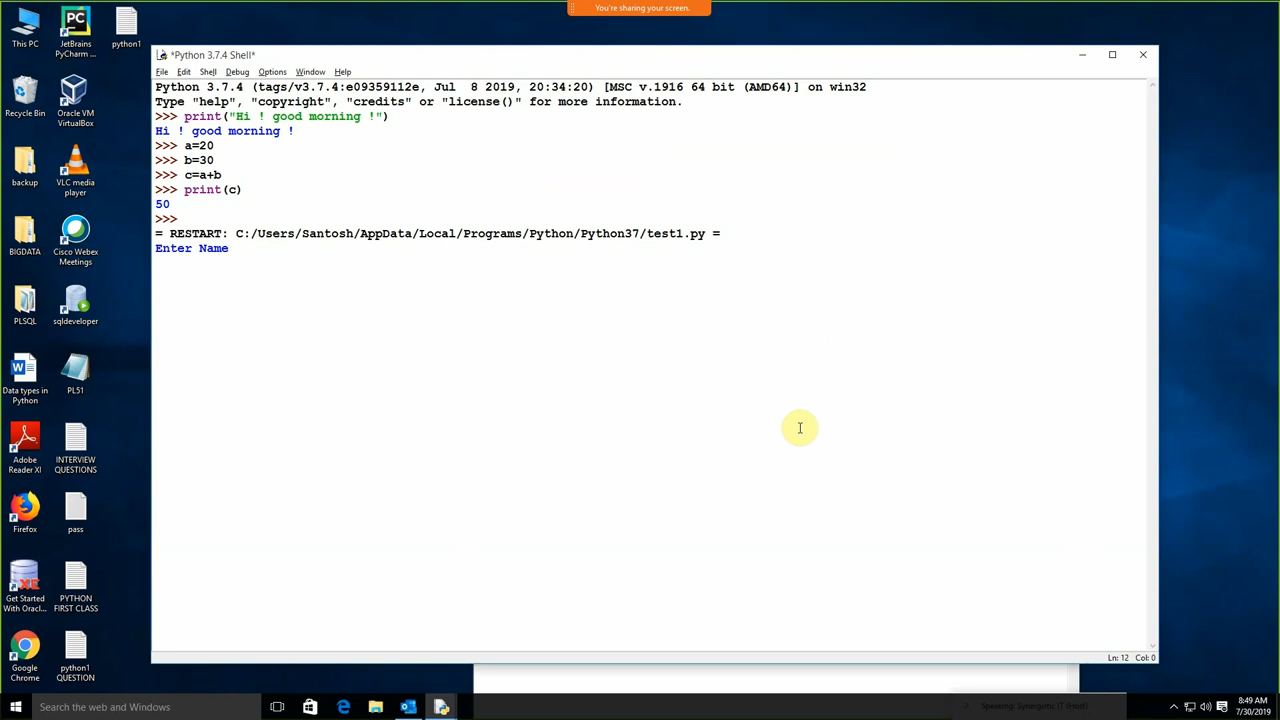 You're sharing your screen.
This PC
JetBrains
PyCharm ...
python1
Recycle Bin
Oracle VM
VirtualBox
backup
VLC media
player
BIGDATA
Cisco Webex
Meetings
PLSQL
sqldeveloper
Data types in
Python
PL51
Adobe
Reader XI
INTERVIEW
QUESTIONS
Firefox
pass
Get Started
With Oracl...
PYTHON
FIRST CLASS
Google
Chrome
python1
QUESTION
*Python 3.7.4 Shell*
File Edit Shell Debug Options Window Help
Python 3.7.4 (tags/v3.7.4:e09359112e, Jul  8 2019, 20:34:20) [MSC v.1916 64 bit (AMD64)] on win32
Type "help", "copyright", "credits" or "license()" for more information.
>>> print("Hi ! good morning !")
Hi ! good morning !
>>> a=20
>>> b=30
>>> c=a+b
>>> print(c)
50
>>>
= RESTART: C:/Users/Santosh/AppData/Local/Programs/Python/Python37/test1.py =
Enter Name
Ln: 12 Col: 0
Search the web and Windows
Speaking: Synergistic IT (Host)
8:49 AM
7/30/2019